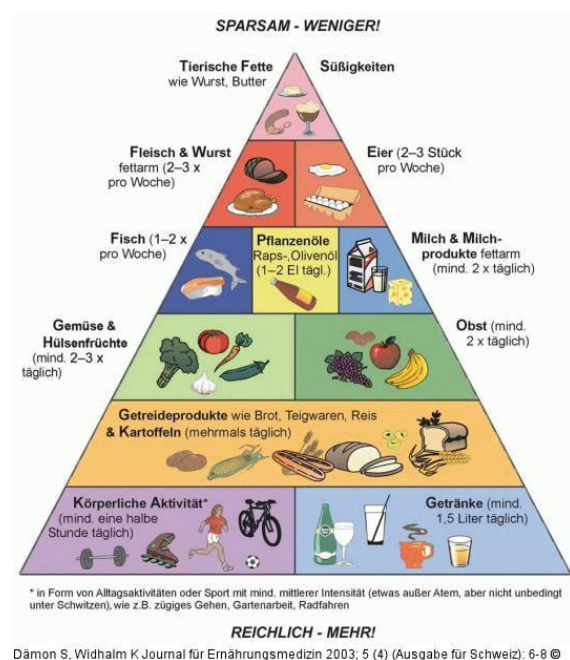 SPARSAM - WENIGER!
Tierische Fette
wie Wurst, Butter
Süßigkeiten
Fleisch & Wurst
fettarm (2–3 x
pro Woche)
Eier (2–3 Stück
pro Woche)
Fisch (1–2 x
pro Woche)
Pflanzenöle
Raps-,Olivenöl
(1–2 El tägl.)
Milch & Milch-
produkte fettarm
(mind. 2 x täglich)
Gemüse &
Hülsenfrüchte
(mind. 2–3 x
täglich)
Obst (mind.
2 x täglich)
Getreideprodukte wie Brot, Teigwaren, Reis
& Kartoffeln (mehrmals täglich)
Körperliche Aktivität*
(mind. eine halbe
Stunde täglich)
Getränke (mind.
1,5 Liter täglich)
* in Form von Alltagsaktivitäten oder Sport mit mind. mittlerer Intensität (etwas außer Atem, aber nicht unbedingt
unter Schwitzen), wie z.B. zügiges Gehen, Gartenarbeit, Radfahren
REICHLICH - MEHR!
Dämon S, Widhalm K Journal für Ernährungsmedizin 2003; 5 (4) (Ausgabe für Schweiz): 6-8 ©